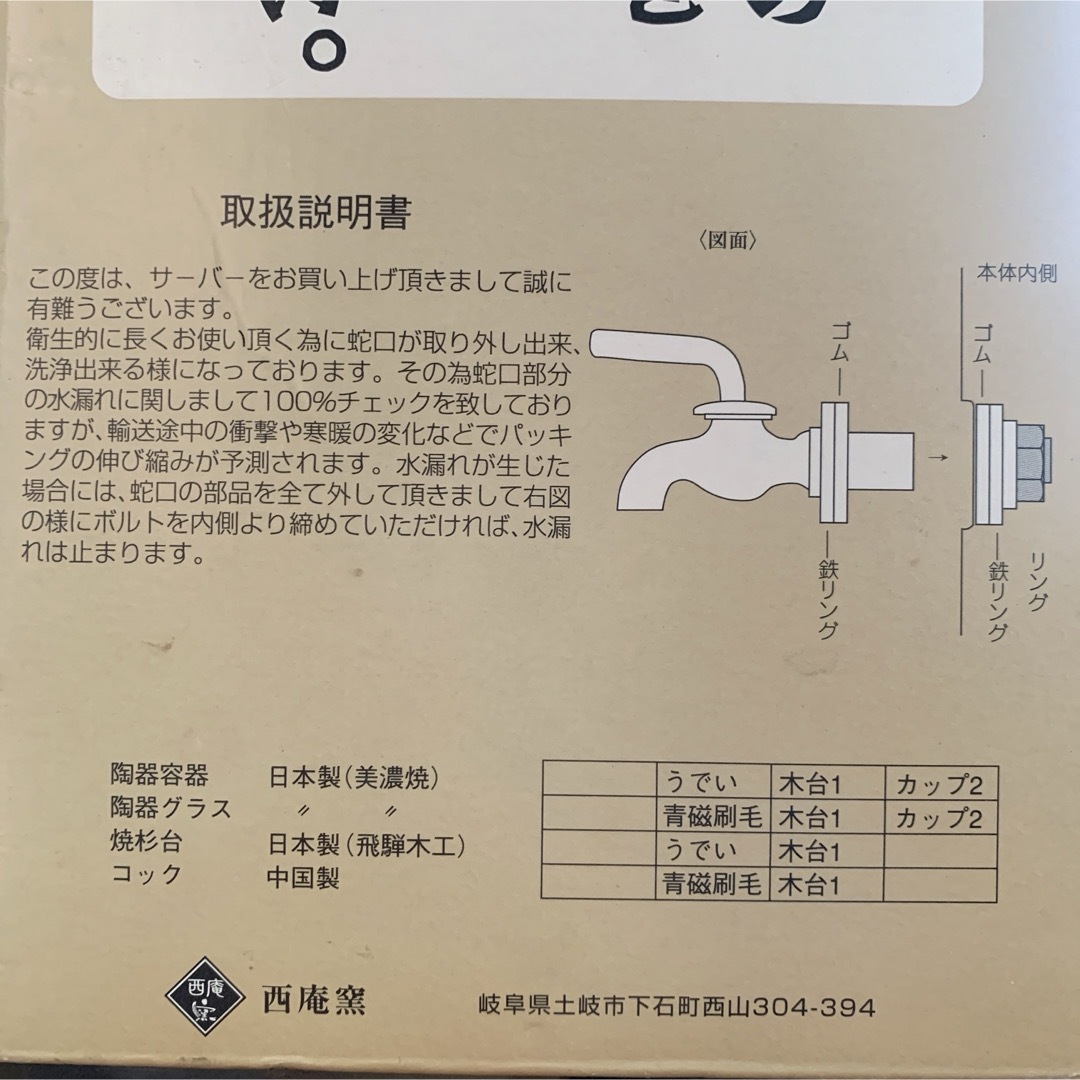 取扱説明書
この度は、サーバーをお買い上げ頂きまして誠に
有難うございます。
衛生的に長くお使い頂く為に蛇口が取り外し出来、
洗浄出来る様になっております。その為蛇口部分
の水漏れに関しまして100%チェックを致しており
ますが、輸送途中の衝撃や寒暖の変化などでパッキ
ングの伸び縮みが予測されます。水漏れが生じた
場合には、蛇口の部品を全て外して頂きまして右図
の様にボルトを内側より締めていただければ、水漏
れは止まります。
〈図面〉
本体内側
ゴム
ゴム
鉄リング
鉄リング
リング
陶器容器 日本製(美濃焼)
陶器グラス 〃 〃
焼杉台 日本製(飛騨木工)
コック 中国製
うでい 木台1 カップ2
青磁刷毛 木台1 カップ2
うでい 木台1
青磁刷毛 木台1
西庵窯
西庵窯
岐阜県土岐市下石町西山304-394